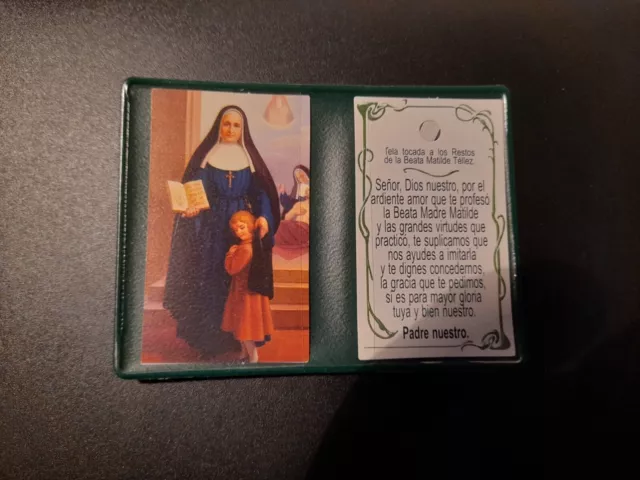 Tela tocada a los Restos
de la Beata Matilde Téllez.
Señor, Dios nuestro, por el
ardiente amor que te profesó
la Beata Madre Matilde
y las grandes virtudes que
practico, te suplicamos que
nos ayudes a imitarla
y te dignes concedernos,
la gracia que te pedimos,
si es para mayor gloria
tuya y bien nuestro.
Padre nuestro.